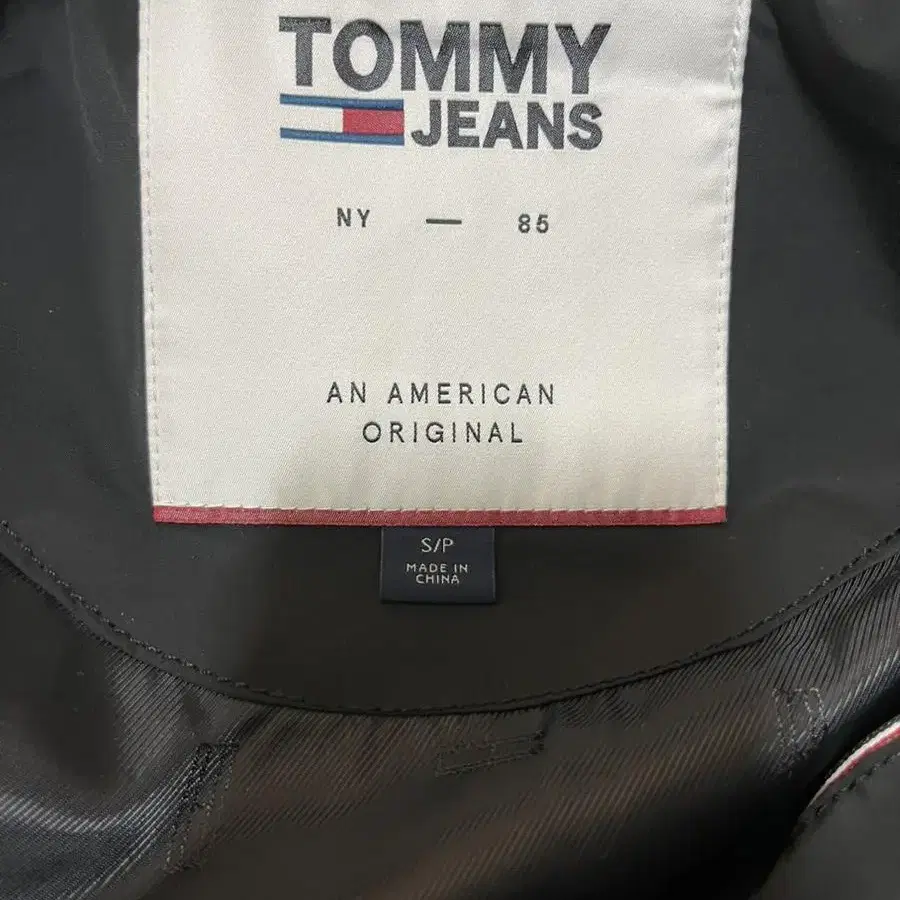 TOMMY
JEANS
NY — 85
AN AMERICAN
ORIGINAL
S/P
MADE IN
CHINA